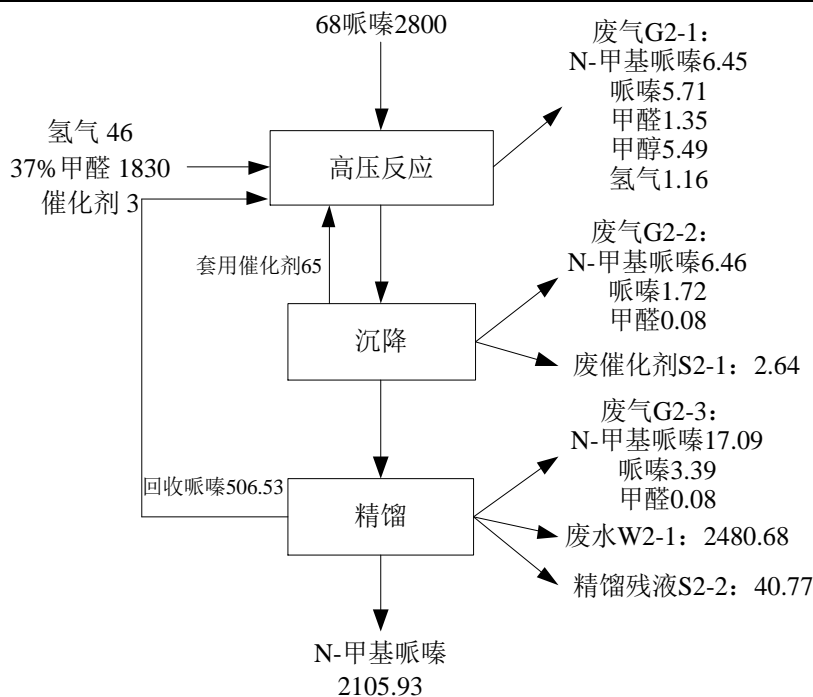 68哌嗪2800
废气G2-1：
N-甲基哌嗪6.45
哌嗪5.71
甲醛1.35
甲醇5.49
氢气1.16
氢气 46
37%甲醛 1830
催化剂 3
高压反应
套用催化剂65
废气G2-2：
N-甲基哌嗪6.46
哌嗪1.72
甲醛0.08
沉降
废催化剂S2-1：2.64
废气G2-3：
N-甲基哌嗪17.09
哌嗪3.39
甲醛0.08
回收哌嗪506.53
精馏
废水W2-1：2480.68
精馏残液S2-2：40.77
N-甲基哌嗪
2105.93